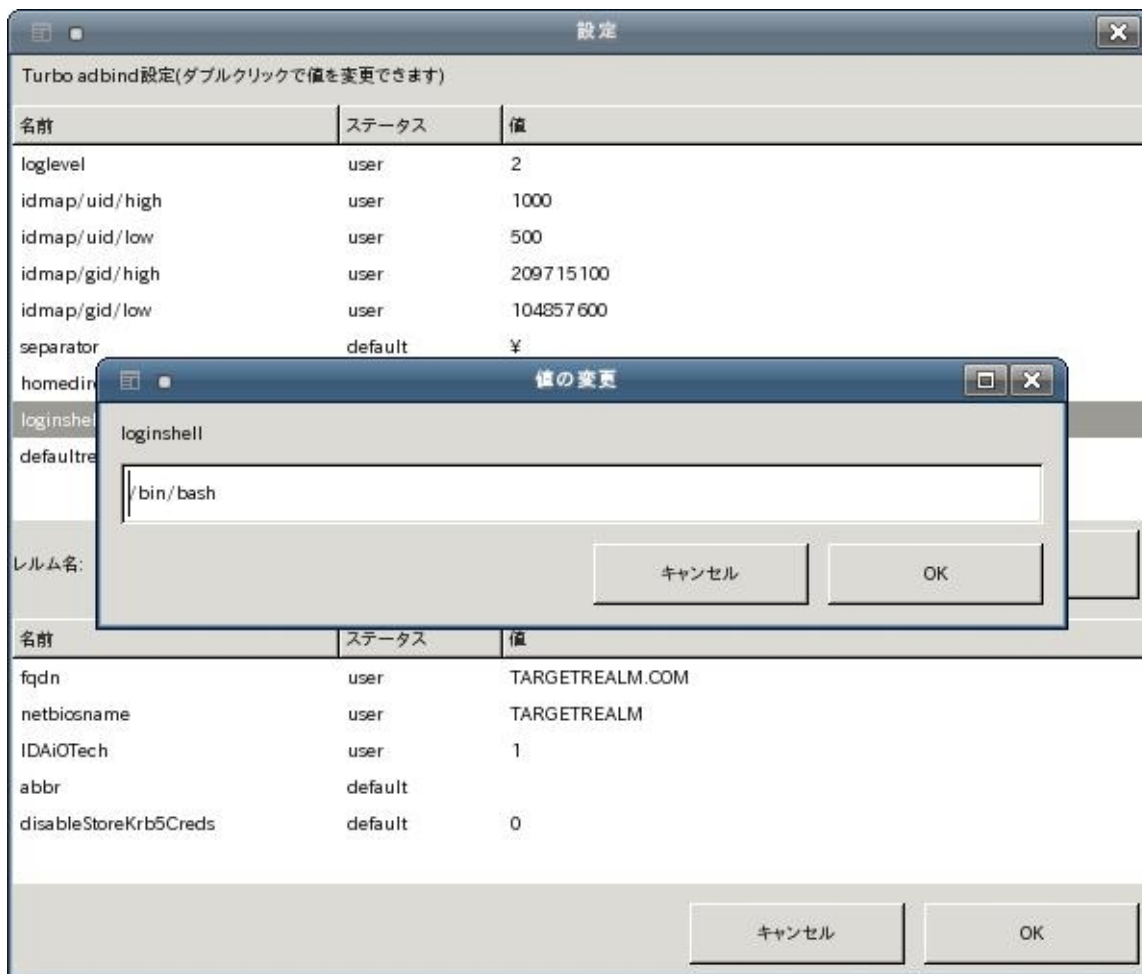 設定
Turbo adbind設定(ダブルクリックで値を変更できます)
名前 ステータス 値
loglevel user 2
idmap/uid/high user 1000
idmap/uid/low user 500
idmap/gid/high user 209715100
idmap/gid/low user 104857600
separator default ¥
homedire
loginshel
defaultre
値の変更
loginshell
/bin/bash
キャンセル OK
レルム名:
名前 ステータス 値
fqdn user TARGETREALM.COM
netbiosname user TARGETREALM
IDAiOTech user 1
abbr default
disableStoreKrb5Creds default 0
キャンセル OK